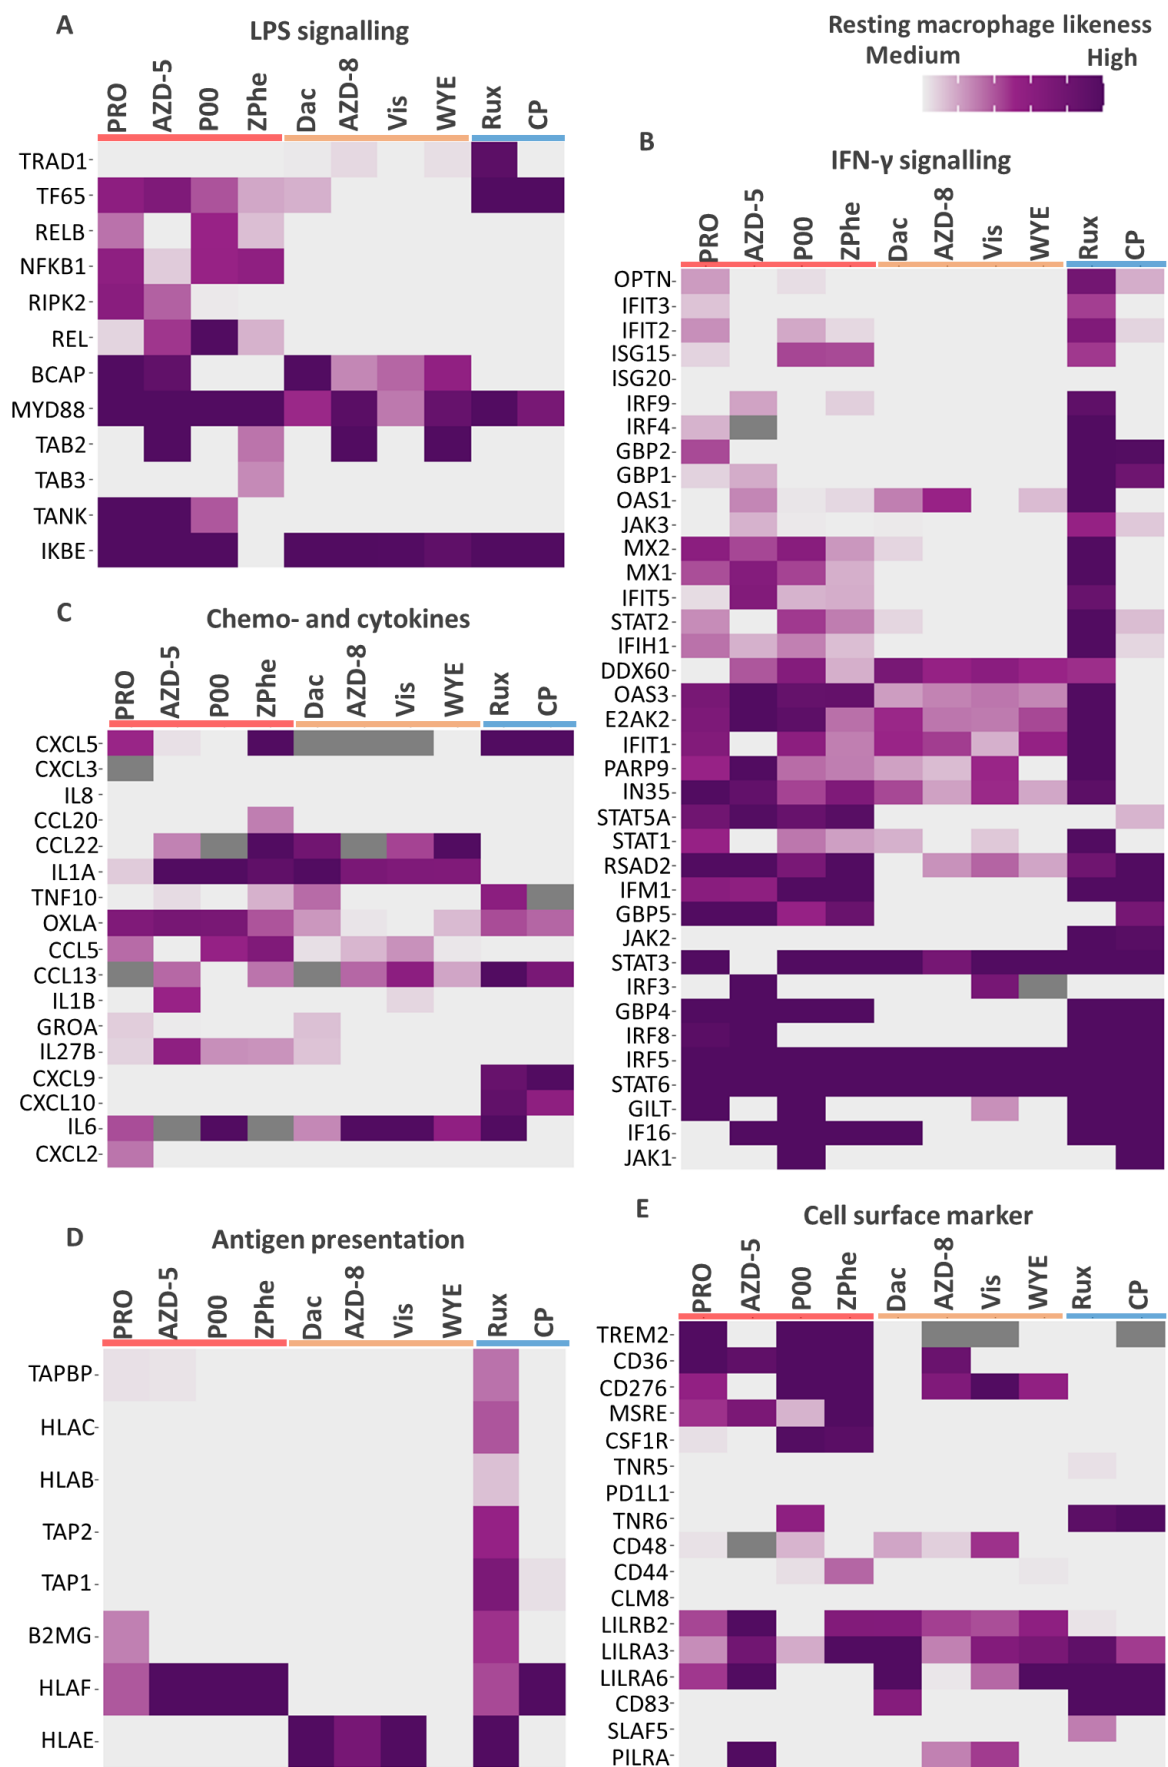 A
LPS signalling
PRO
AZD-5
P00
ZPhe
Dac
AZD-8
Vis
WYE
Rux
CP
TRAD1
TF65
RELB
NFKB1
RIPK2
REL
BCAP
MYD88
TAB2
TAB3
TANK
IKBE
Resting macrophage likeness
Medium High
B
IFN-γ signalling
PRO
AZD-5
P00
ZPhe
Dac
AZD-8
Vis
WYE
Rux
CP
OPTN
IFIT3
IFIT2
ISG15
ISG20
IRF9
IRF4
GBP2
GBP1
OAS1
JAK3
MX2
MX1
IFIT5
STAT2
IFIH1
DDX60
OAS3
E2AK2
IFIT1
PARP9
IN35
STAT5A
STAT1
RSAD2
IFM1
GBP5
JAK2
STAT3
IRF3
GBP4
IRF8
IRF5
STAT6
GILT
IF16
JAK1
C
Chemo- and cytokines
PRO
AZD-5
P00
ZPhe
Dac
AZD-8
Vis
WYE
Rux
CP
CXCL5
CXCL3
IL8
CCL20
CCL22
IL1A
TNF10
OXLA
CCL5
CCL13
IL1B
GROA
IL27B
CXCL9
CXCL10
IL6
CXCL2
D
Antigen presentation
PRO
AZD-5
P00
ZPhe
Dac
AZD-8
Vis
WYE
Rux
CP
TAPBP
HLAC
HLAB
TAP2
TAP1
B2MG
HLAF
HLAE
E
Cell surface marker
PRO
AZD-5
P00
ZPhe
Dac
AZD-8
Vis
WYE
Rux
CP
TREM2
CD36
CD276
MSRE
CSF1R
TNR5
PD1L1
TNR6
CD48
CD44
CLM8
LILRB2
LILRA3
LILRA6
CD83
SLAF5
PILRA